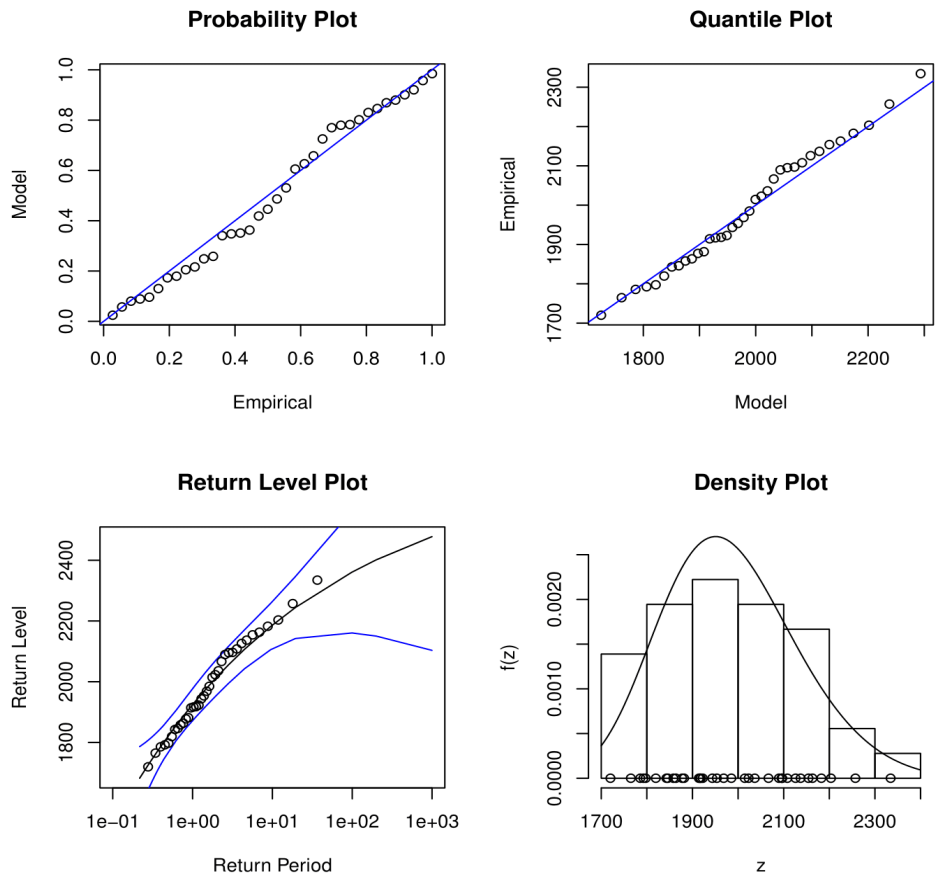 Probability Plot
1.0
0.8
0.6
0.4
0.2
0.0
Model
0.0 0.2 0.4 0.6 0.8 1.0
Empirical
Quantile Plot
2300
2100
1900
1700
Empirical
1800 2000 2200
Model
Return Level Plot
2400
2200
2000
1800
Return Level
1e−01 1e+00 1e+01 1e+02 1e+03
Return Period
Density Plot
0.0020
0.0010
0.0000
f(z)
1700 1900 2100 2300
z